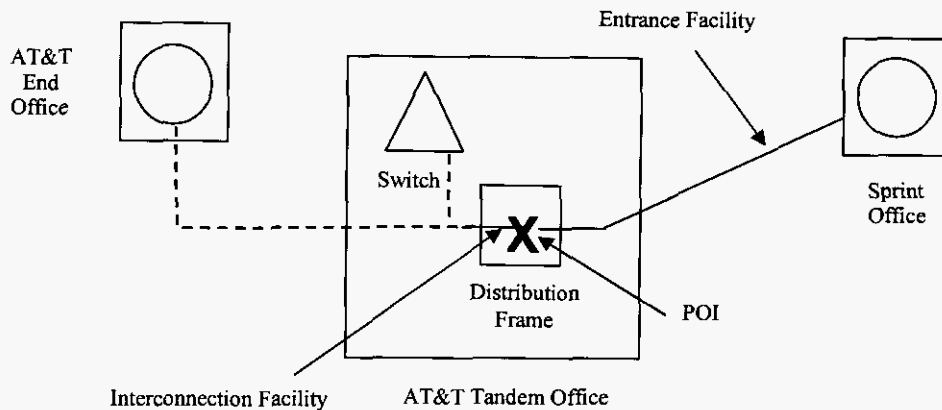 Entrance Facility
AT&T
End
Office
Switch
Sprint
Office
X
Distribution
Frame
POI
Interconnection Facility
AT&T Tandem Office